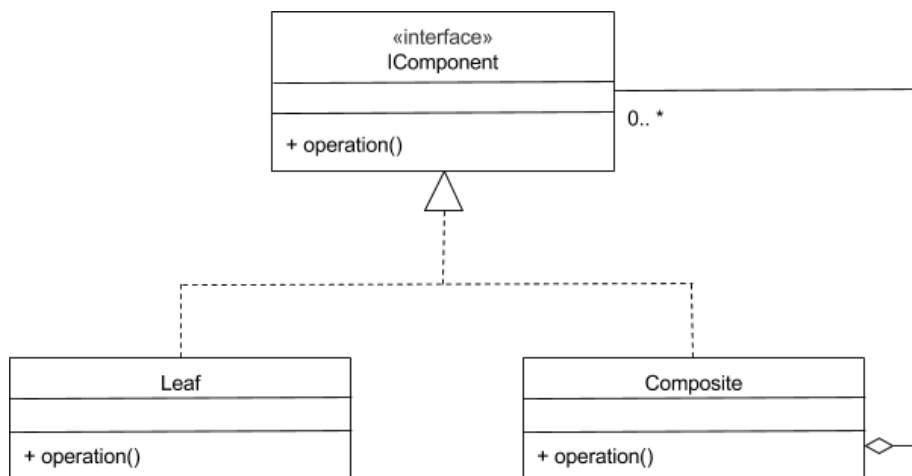 «interface»
IComponent
0.. *
+ operation()
Leaf
Composite
+ operation()
+ operation()